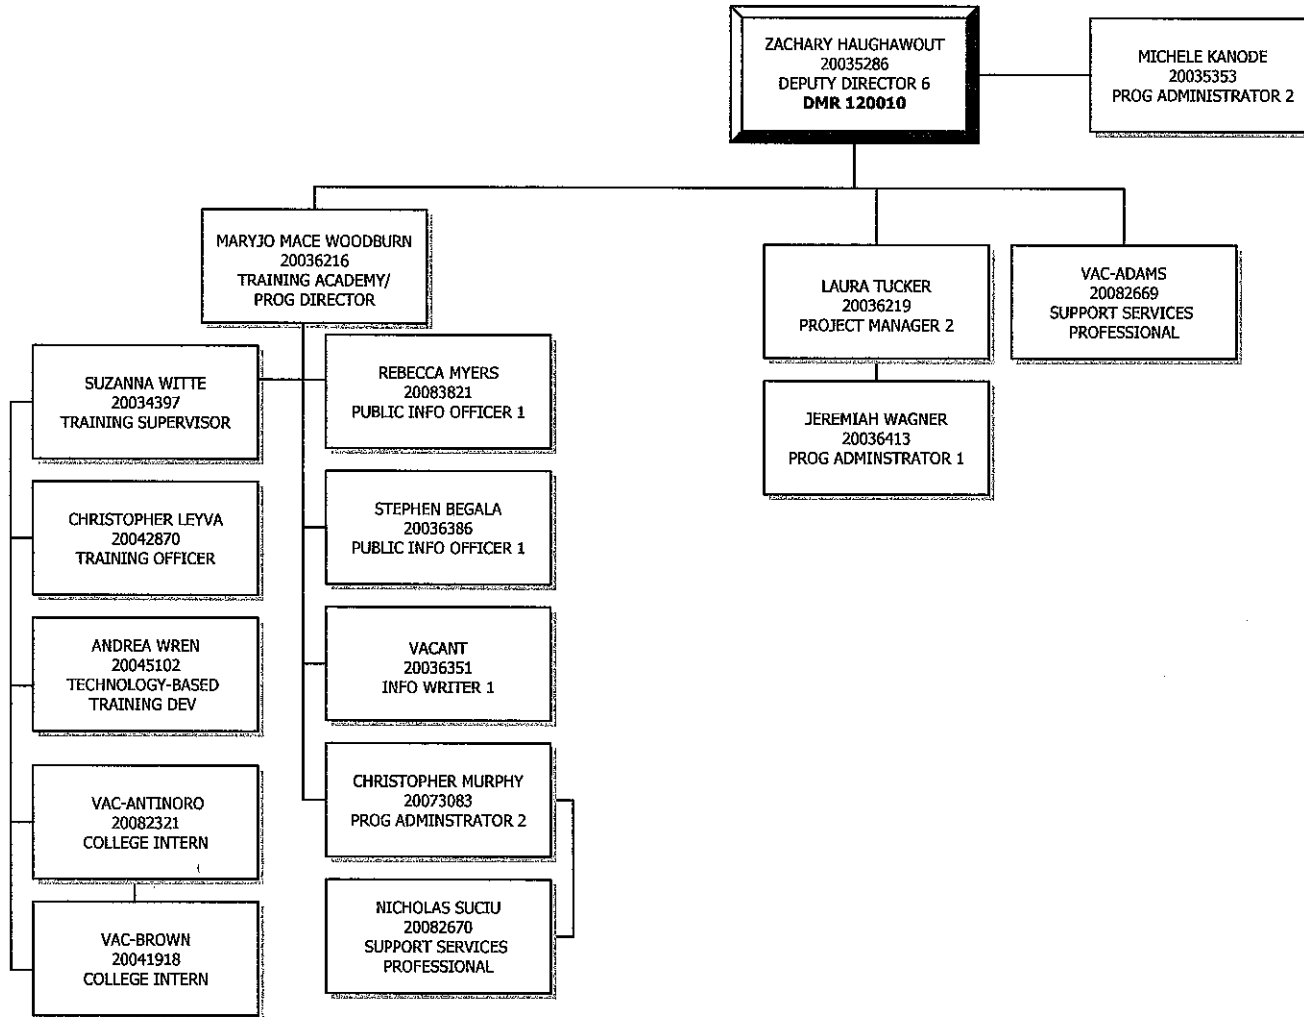 ZACHARY HAUGHAWOUT
20035286
DEPUTY DIRECTOR 6
DMR 120010
MICHELE KANODE
20035353
PROG ADMINISTRATOR 2
MARYJO MACE WOODBURN
20036216
TRAINING ACADEMY/
PROG DIRECTOR
LAURA TUCKER
20036219
PROJECT MANAGER 2
VAC-ADAMS
20082669
SUPPORT SERVICES
PROFESSIONAL
SUZANNA WITTE
20034397
TRAINING SUPERVISOR
REBECCA MYERS
20083821
PUBLIC INFO OFFICER 1
JEREMIAH WAGNER
20036413
PROG ADMINSTRATOR 1
CHRISTOPHER LEYVA
20042870
TRAINING OFFICER
STEPHEN BEGALA
20036386
PUBLIC INFO OFFICER 1
ANDREA WREN
20045102
TECHNOLOGY-BASED
TRAINING DEV
VACANT
20036351
INFO WRITER 1
VAC-ANTINORO
20082321
COLLEGE INTERN
CHRISTOPHER MURPHY
20073083
PROG ADMINSTRATOR 2
VAC-BROWN
20041918
COLLEGE INTERN
NICHOLAS SUCIU
20082670
SUPPORT SERVICES
PROFESSIONAL